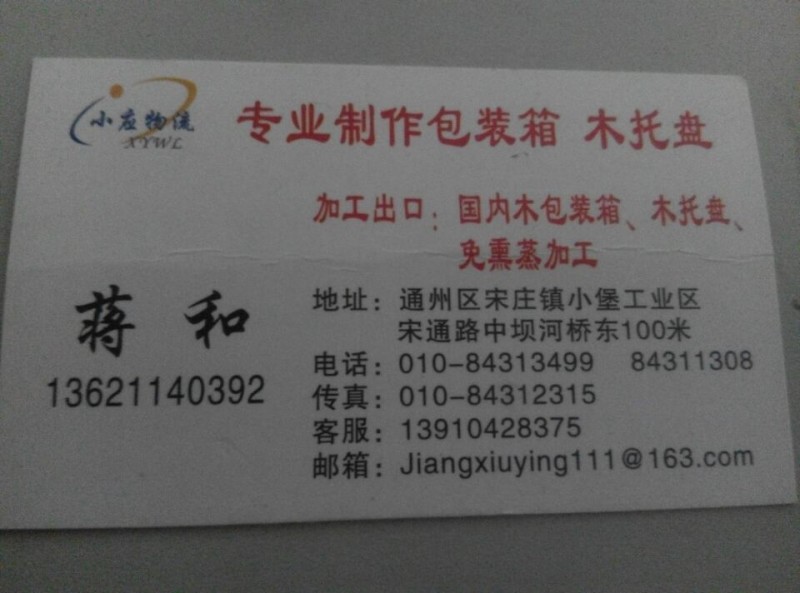 小应物流
XYWL
专业制作包装箱 木托盘
加工出口：国内木包装箱、木托盘、
免熏蒸加工
蒋 和
13621140392
地址：通州区宋庄镇小堡工业区
宋通路中坝河桥东100米
电话：010-84313499 84311308
传真：010-84312315
客服：13910428375
邮箱：Jiangxiuying111@163.com